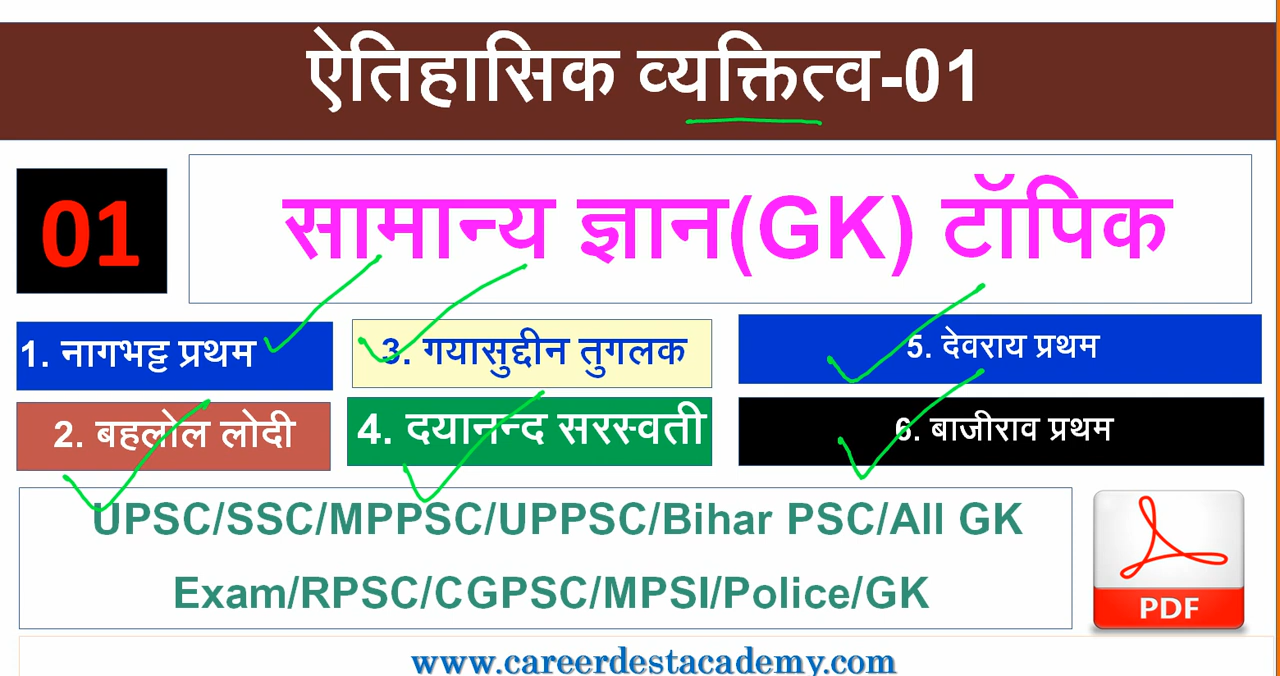 ऐतिहासिक व्यक्तित्व-01
01
सामान्य ज्ञान(GK) टॉपिक
1. नागभट्ट प्रथम
3. गयासुद्दीन तुगलक
5. देवराय प्रथम
2. बहलोल लोदी
4. दयानन्द सरस्वती
6. बाजीराव प्रथम
UPSC/SSC/MPPSC/UPPSC/Bihar PSC/All GK
Exam/RPSC/CGPSC/MPSI/Police/GK
PDF
www.careerdestacademy.com